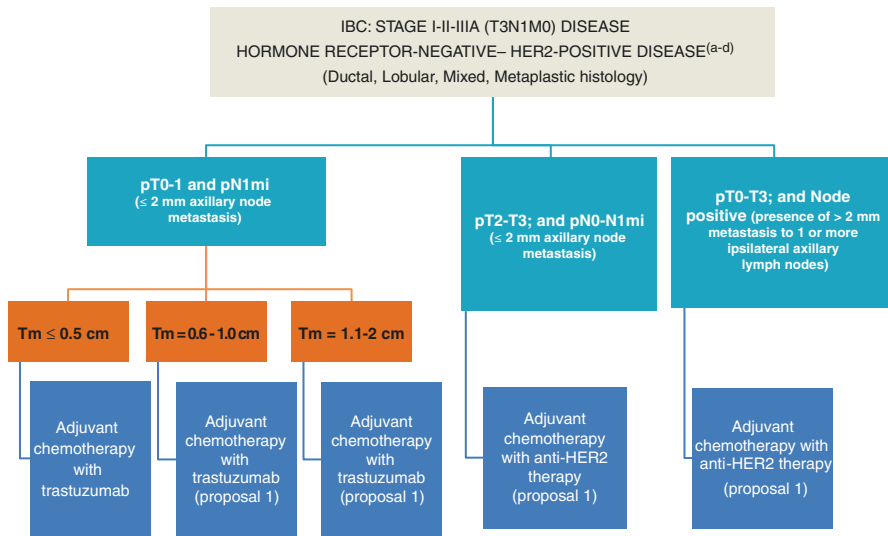 IBC: STAGE I-II-IIIA (T3N1M0) DISEASE
HORMONE RECEPTOR-NEGATIVE– HER2-POSITIVE DISEASE(a-d)
(Ductal, Lobular, Mixed, Metaplastic histology)
pT0-1 and pN1mi
(≤ 2 mm axillary node
metastasis)
pT2-T3; and pN0-N1mi
(≤ 2 mm axillary node
metastasis)
pT0-T3; and Node
positive (presence of > 2 mm
metastasis to 1 or more
ipsilateral axillary
lymph nodes)
Tm ≤ 0.5 cm
Tm = 0.6 - 1.0 cm
Tm = 1.1-2 cm
Adjuvant
chemotherapy
with
trastuzumab
Adjuvant
chemotherapy
with
trastuzumab
(proposal 1)
Adjuvant
chemotherapy
with
trastuzumab
(proposal 1)
Adjuvant
chemotherapy
with anti-HER2
therapy
(proposal 1)
Adjuvant
chemotherapy with
anti-HER2 therapy
(proposal 1)